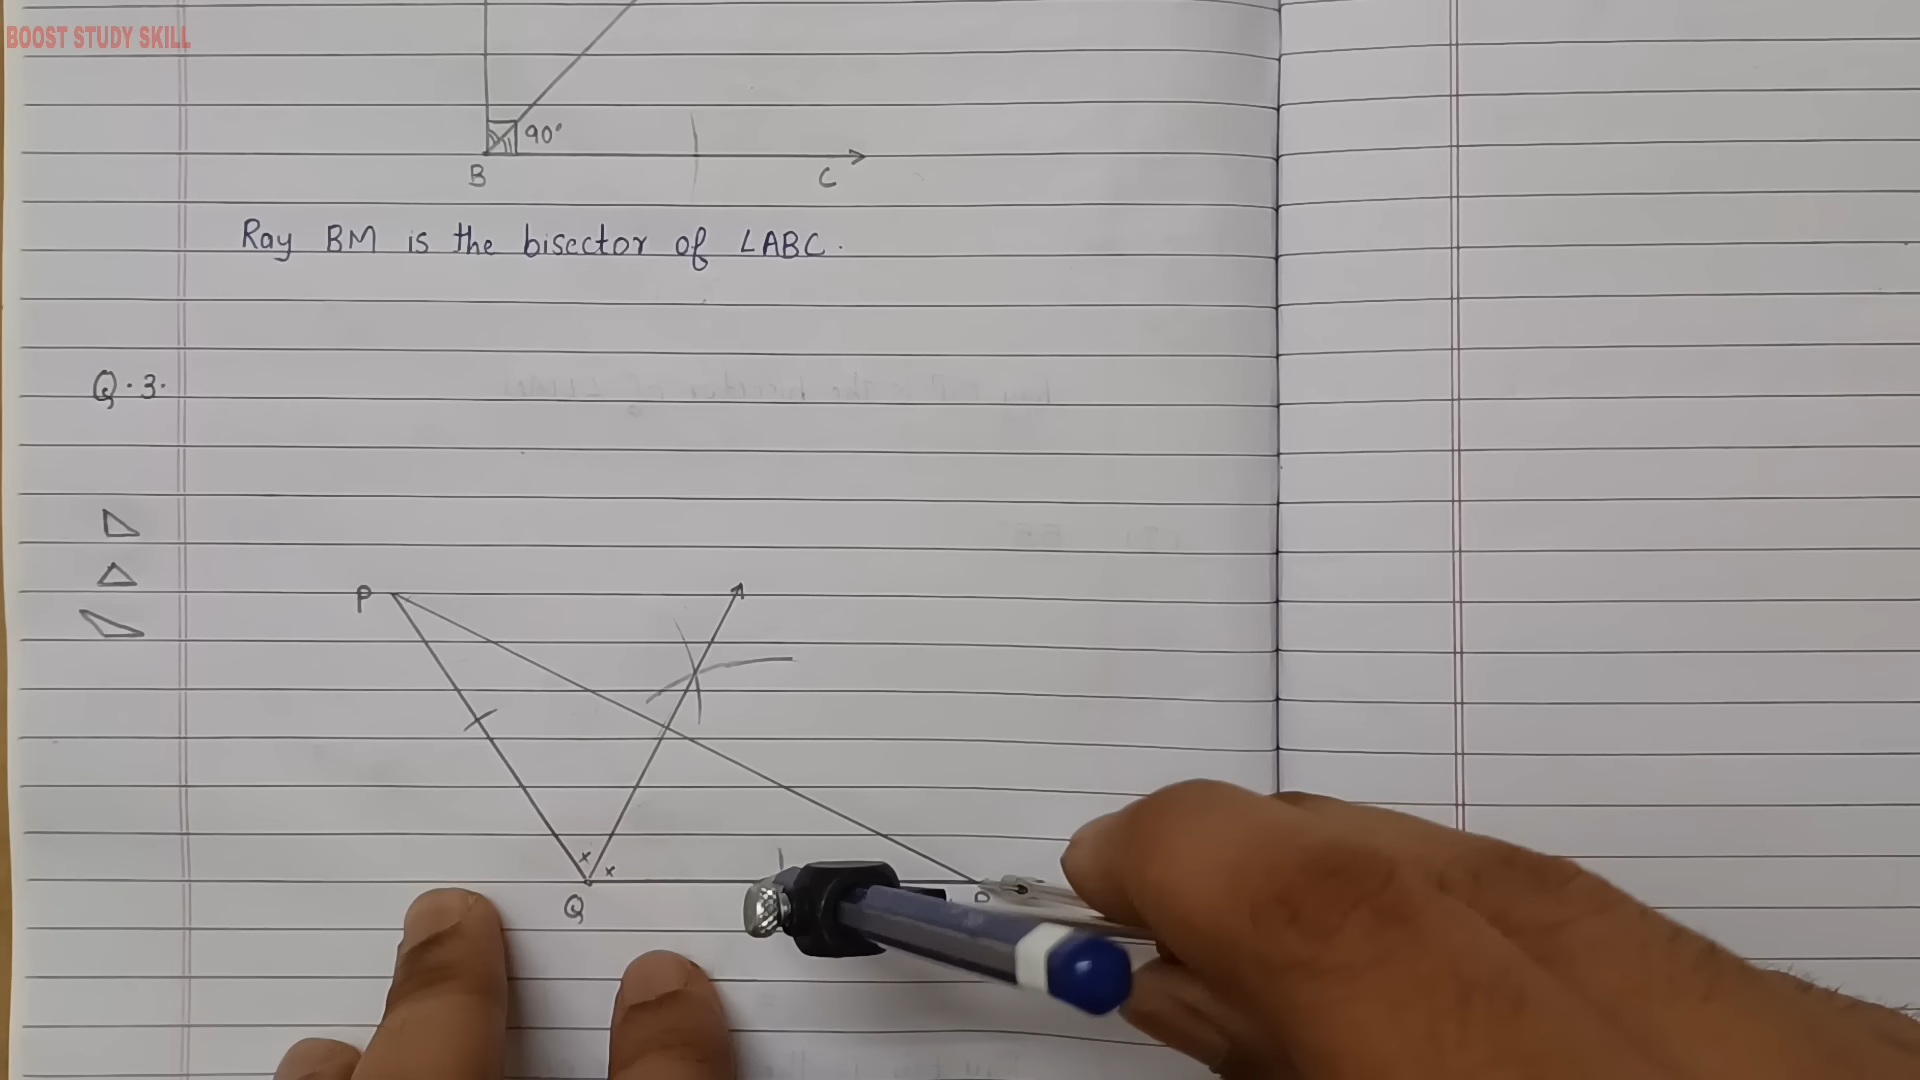 BOOST STUDY SKILL
90°
B
C
Ray BM is the bisector of ∠ABC.
Q.3.
P
x
x
Q